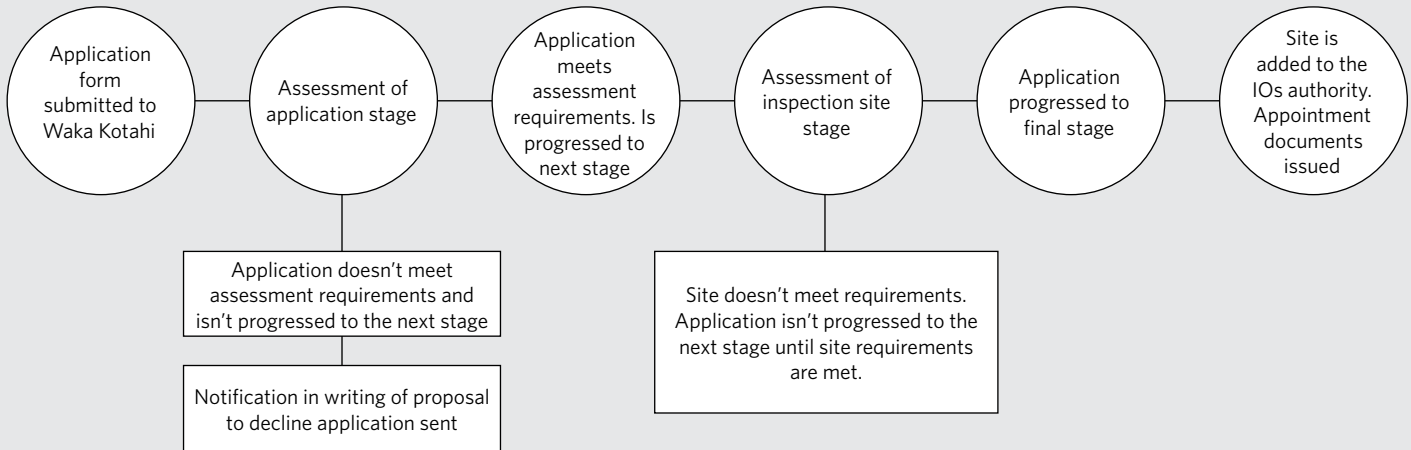 Application
form
submitted to
Waka Kotahi
Assessment of
application stage
Application
meets
assessment
requirements. Is
progressed to
next stage
Assessment of
inspection site
stage
Application
progressed to
final stage
Site is
added to the
IOs authority.
Appointment
documents
issued
Application doesn't meet
assessment requirements and
isn't progressed to the next stage
Notification in writing of proposal
to decline application sent
Site doesn't meet requirements.
Application isn't progressed to the
next stage until site requirements
are met.